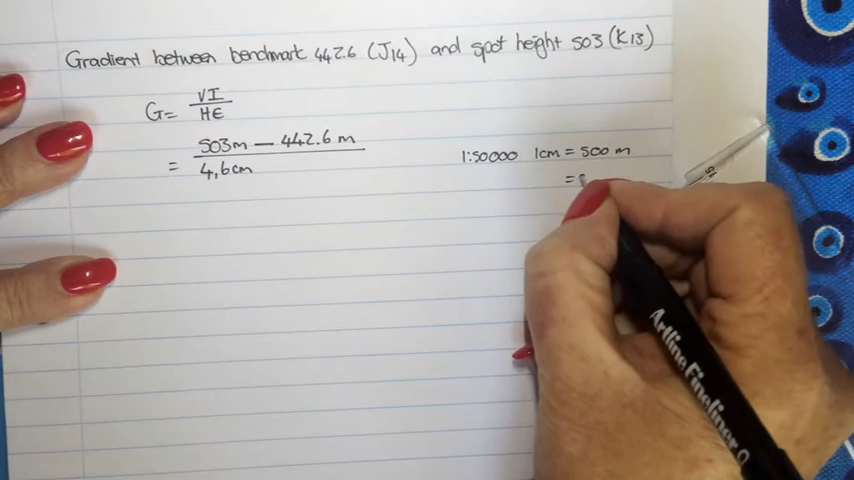 Gradient between benchmark 442.6 (J14) and spot height 503 (K13)
G = VI
HE
= 503m - 442.6 m
4,6cm
1:50000 1cm = 500 m
=
Artline Fineliner